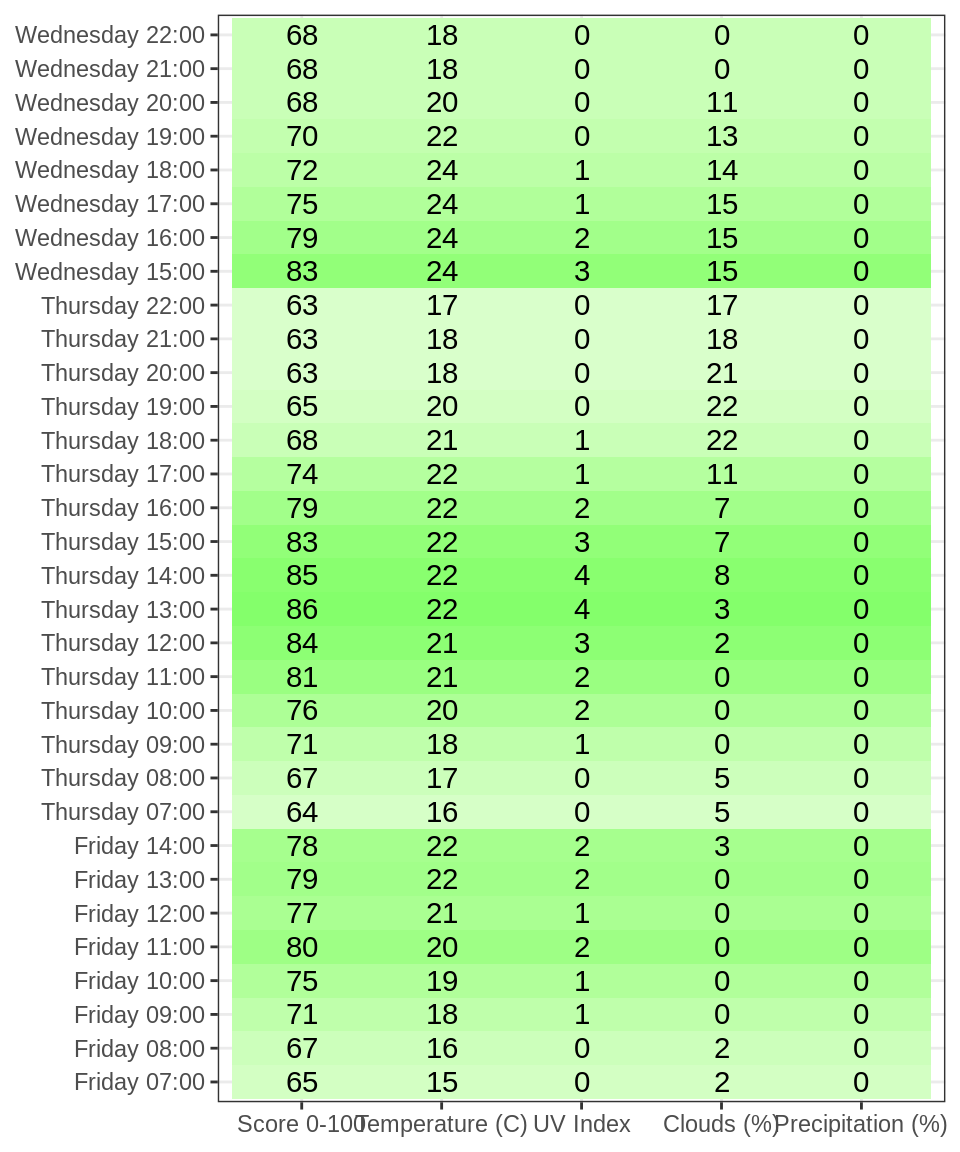 Wednesday 22:00 68 18 0 0 0
Wednesday 21:00 68 18 0 0 0
Wednesday 20:00 68 20 0 11 0
Wednesday 19:00 70 22 0 13 0
Wednesday 18:00 72 24 1 14 0
Wednesday 17:00 75 24 1 15 0
Wednesday 16:00 79 24 2 15 0
Wednesday 15:00 83 24 3 15 0
Thursday 22:00 63 17 0 17 0
Thursday 21:00 63 18 0 18 0
Thursday 20:00 63 18 0 21 0
Thursday 19:00 65 20 0 22 0
Thursday 18:00 68 21 1 22 0
Thursday 17:00 74 22 1 11 0
Thursday 16:00 79 22 2 7 0
Thursday 15:00 83 22 3 7 0
Thursday 14:00 85 22 4 8 0
Thursday 13:00 86 22 4 3 0
Thursday 12:00 84 21 3 2 0
Thursday 11:00 81 21 2 0 0
Thursday 10:00 76 20 2 0 0
Thursday 09:00 71 18 1 0 0
Thursday 08:00 67 17 0 5 0
Thursday 07:00 64 16 0 5 0
Friday 14:00 78 22 2 3 0
Friday 13:00 79 22 2 0 0
Friday 12:00 77 21 1 0 0
Friday 11:00 80 20 2 0 0
Friday 10:00 75 19 1 0 0
Friday 09:00 71 18 1 0 0
Friday 08:00 67 16 0 2 0
Friday 07:00 65 15 0 2 0
Score 0-100 Temperature (C) UV Index Clouds (%) Precipitation (%)